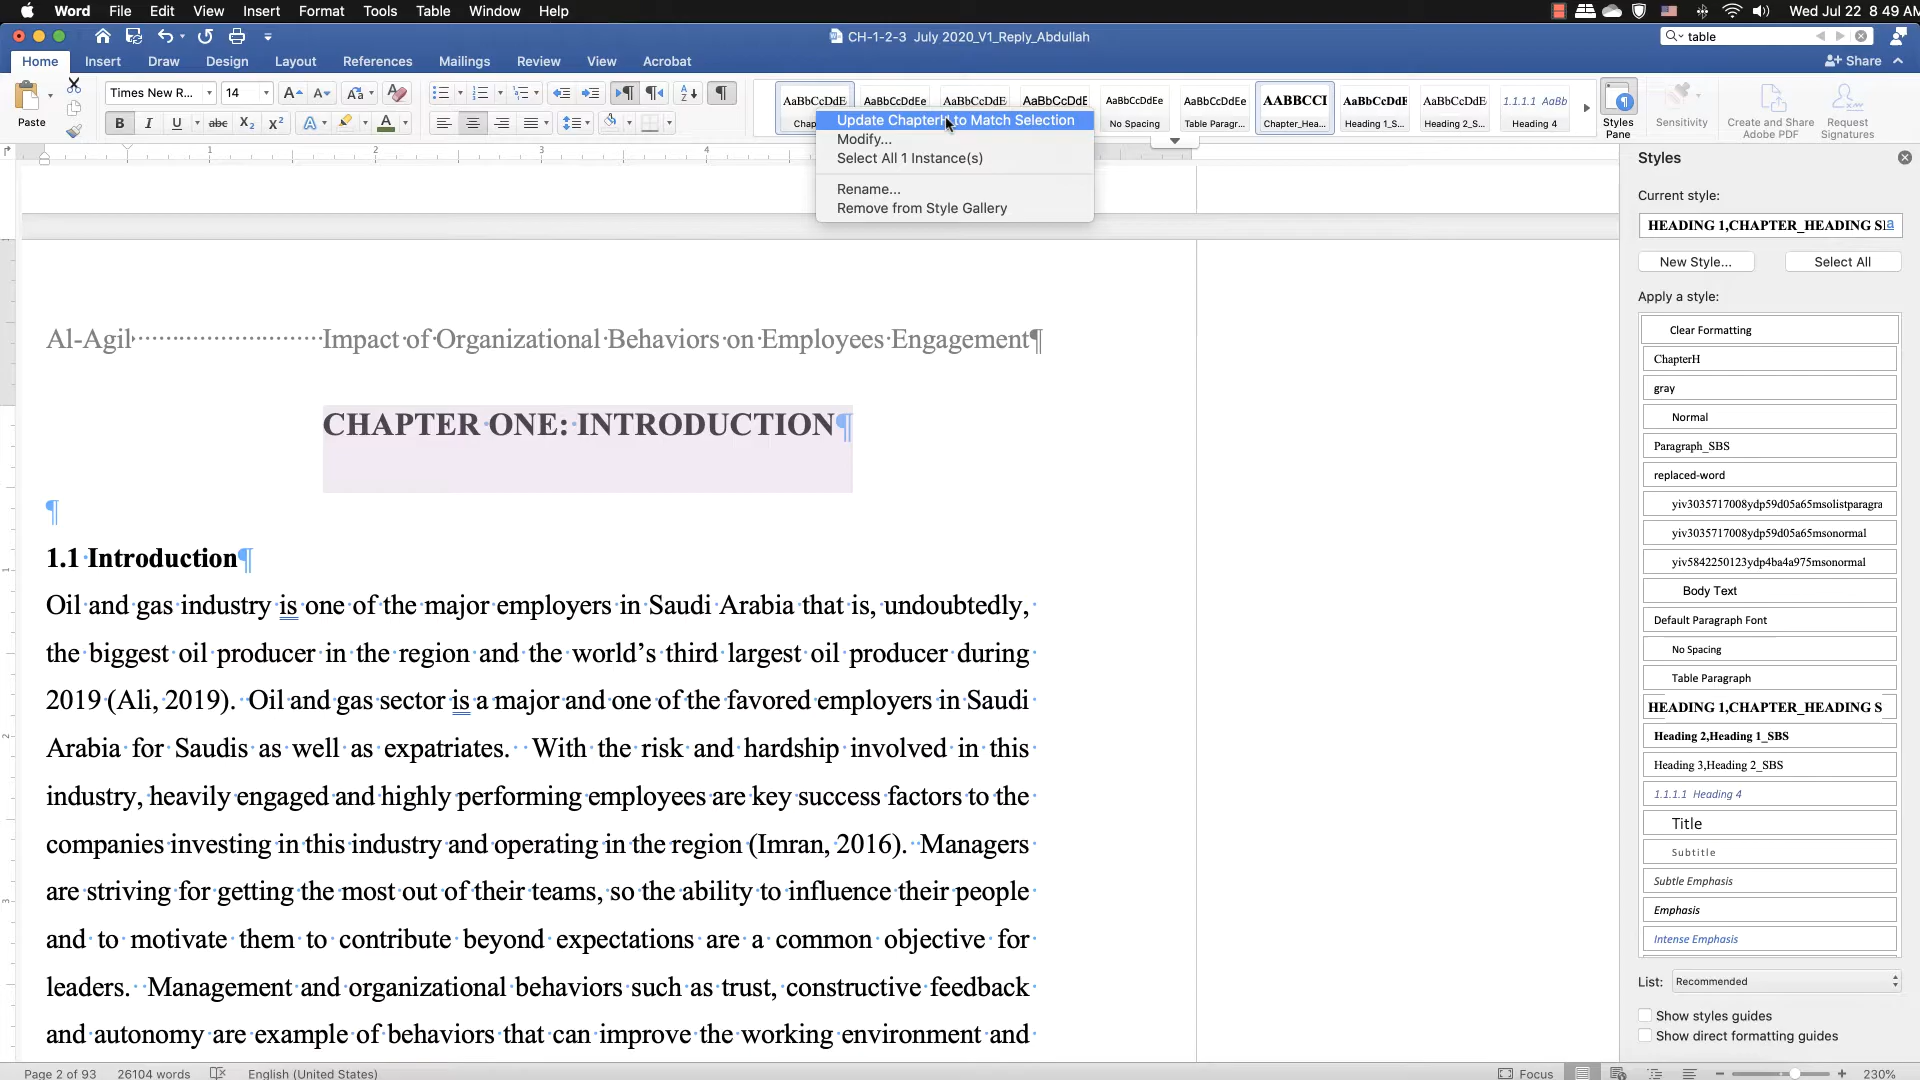 Word File Edit View Insert Format Tools Table Window Help Wed Jul 22 8:49 AM
CH-1-2-3 July 2020_V1_Reply_Abdullah table
Home Insert Draw Design Layout References Mailings Review View Acrobat Share
Paste Times New R... 14
B I U abc X2 X2 A A
AaBbCcDdE AaBbCcDdEe AaBbCcDdE AaBbCcDdE AaBbCcDdEe AaBbCcDdEe AABBCCI AaBbCcDdE AaBbCcDdE 1.1.1.1 AaBb
Chap No Spacing Table Paragr... Chapter_Hea... Heading 1_S... Heading 2_S... Heading 4
Styles Pane Sensitivity Create and Share Adobe PDF Request Signatures
Update ChapterH to Match Selection
Modify...
Select All 1 Instance(s)
Rename...
Remove from Style Gallery
1 2 3 4
Al-Agil Impact of Organizational Behaviors on Employees Engagement¶
CHAPTER ONE: INTRODUCTION¶
¶
1.1 Introduction¶
Oil and gas industry is one of the major employers in Saudi Arabia that is, undoubtedly,
the biggest oil producer in the region and the world’s third largest oil producer during
2019 (Ali, 2019). Oil and gas sector is a major and one of the favored employers in Saudi
Arabia for Saudis as well as expatriates. With the risk and hardship involved in this
industry, heavily engaged and highly performing employees are key success factors to the
companies investing in this industry and operating in the region (Imran, 2016). Managers
are striving for getting the most out of their teams, so the ability to influence their people
and to motivate them to contribute beyond expectations are a common objective for
leaders. Management and organizational behaviors such as trust, constructive feedback
and autonomy are example of behaviors that can improve the working environment and
Styles
Current style:
HEADING 1,CHAPTER_HEADING S
New Style... Select All
Apply a style:
Clear Formatting
ChapterH
gray
Normal
Paragraph_SBS
replaced-word
yiv3035717008ydp59d05a65msolistparagra
yiv3035717008ydp59d05a65msonormal
yiv5842250123ydp4ba4a975msonormal
Body Text
Default Paragraph Font
No Spacing
Table Paragraph
HEADING 1,CHAPTER_HEADING S
Heading 2,Heading 1_SBS
Heading 3,Heading 2_SBS
1.1.1.1 Heading 4
Title
Subtitle
Subtle Emphasis
Emphasis
Intense Emphasis
List: Recommended
Show styles guides
Show direct formatting guides
Page 2 of 93 26104 words English (United States) Focus 230%